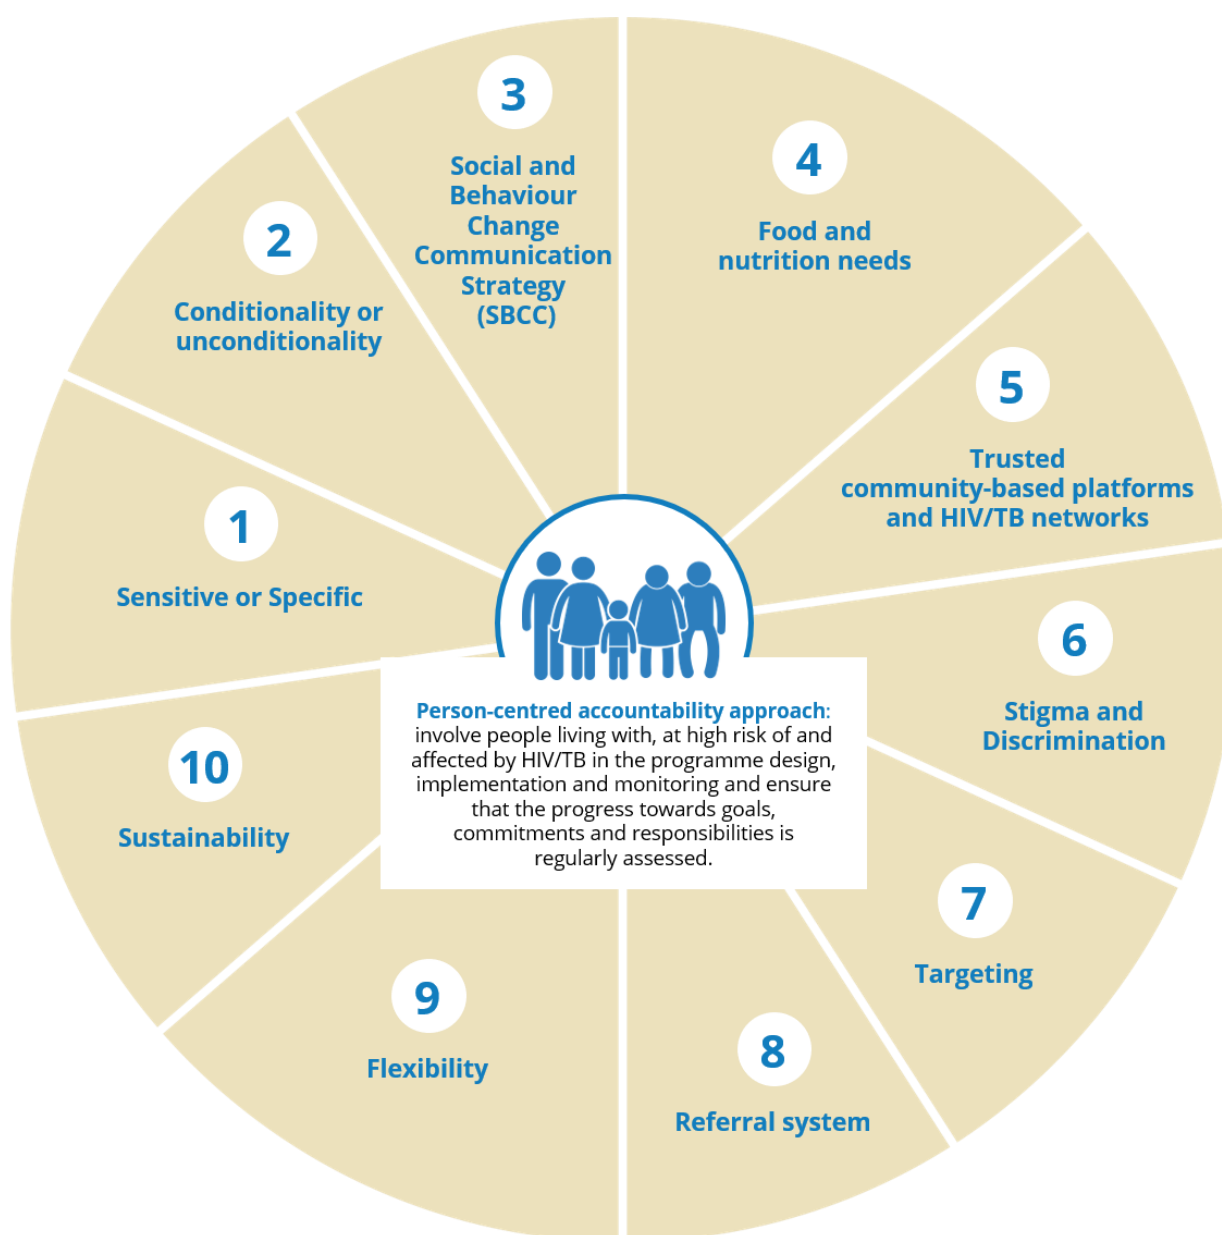 1
Sensitive or Specific
2
Conditionality or
unconditionality
3
Social and
Behaviour
Change
Communication
Strategy
(SBCC)
4
Food and
nutrition needs
5
Trusted
community-based platforms
and HIV/TB networks
6
Stigma and
Discrimination
7
Targeting
8
Referral system
9
Flexibility
10
Sustainability
Person-centred accountability approach:
involve people living with, at high risk of and
affected by HIV/TB in the programme design,
implementation and monitoring and ensure
that the progress towards goals,
commitments and responsibilities is
regularly assessed.